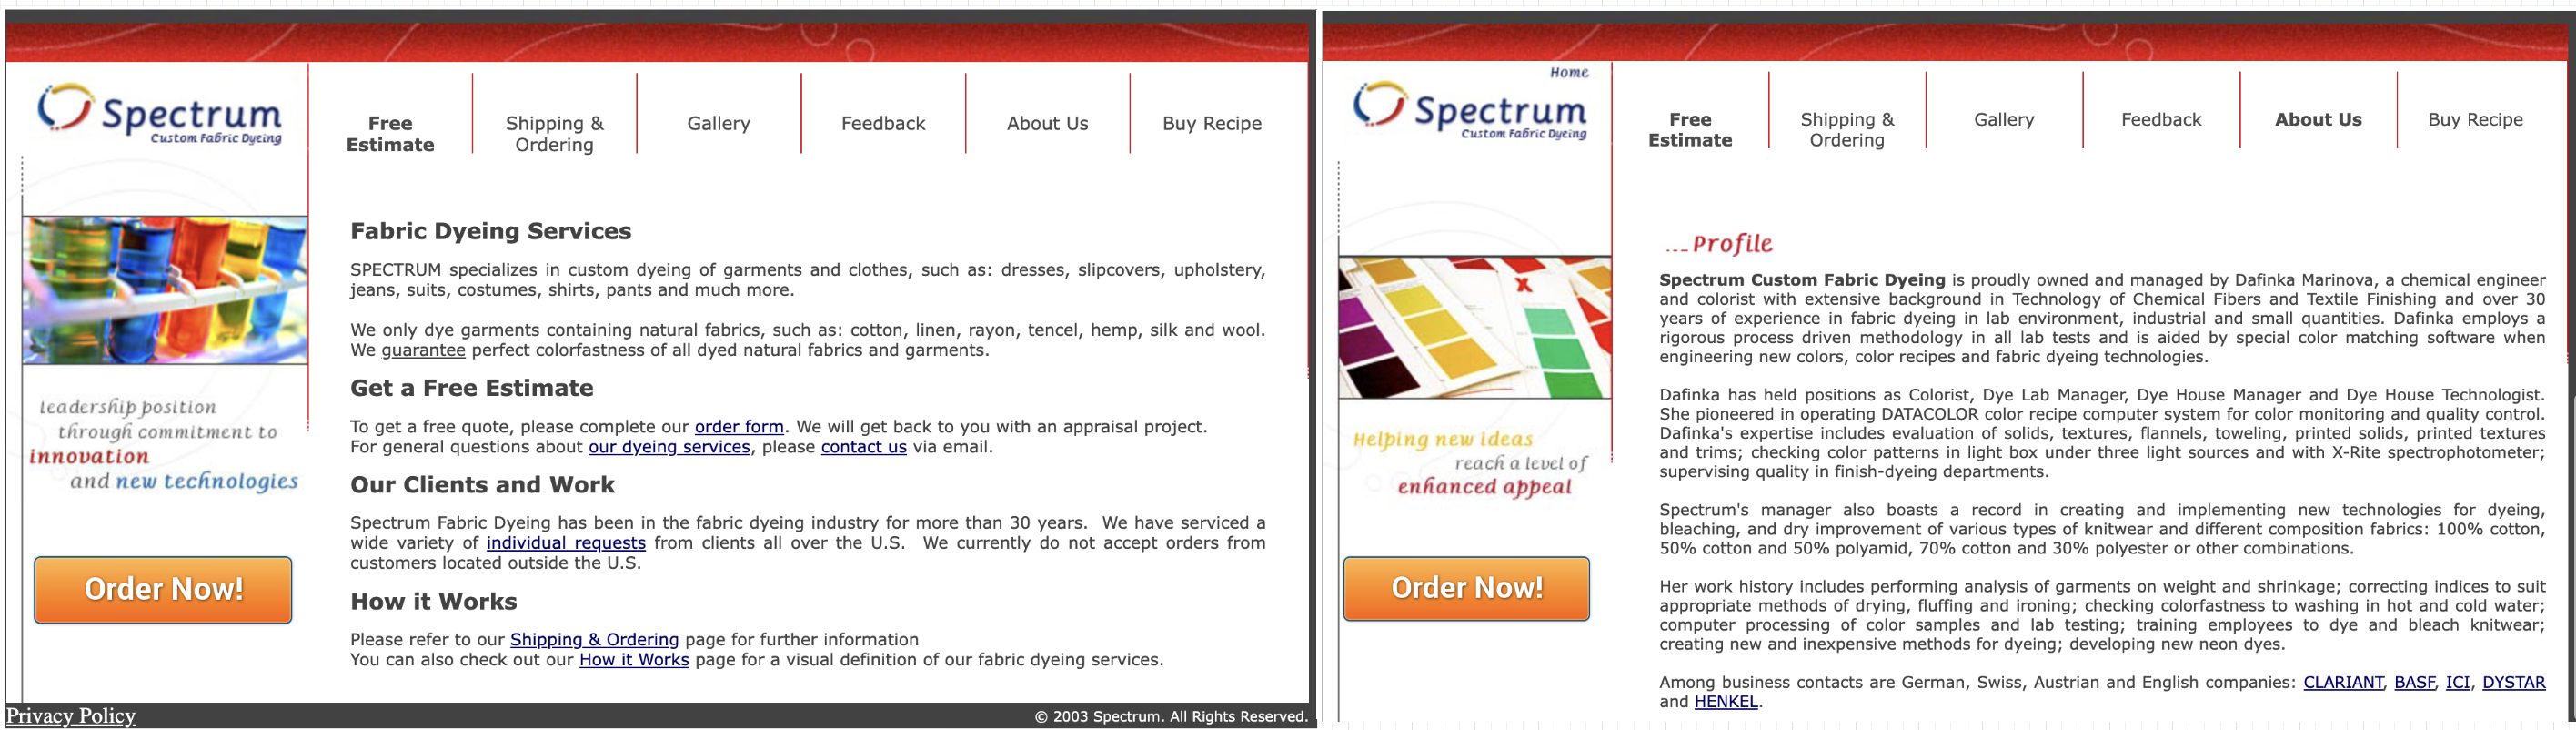 Spectrum
Custom Fabric Dyeing
Free
Estimate
Shipping &
Ordering
Gallery
Feedback
About Us
Buy Recipe
leadership position
through commitment to
innovation
and new technologies
Order Now!
Fabric Dyeing Services
SPECTRUM specializes in custom dyeing of garments and clothes, such as: dresses, slipcovers, upholstery,
jeans, suits, costumes, shirts, pants and much more.
We only dye garments containing natural fabrics, such as: cotton, linen, rayon, tencel, hemp, silk and wool.
We guarantee perfect colorfastness of all dyed natural fabrics and garments.
Get a Free Estimate
To get a free quote, please complete our order form. We will get back to you with an appraisal project.
For general questions about our dyeing services, please contact us via email.
Our Clients and Work
Spectrum Fabric Dyeing has been in the fabric dyeing industry for more than 30 years. We have serviced a
wide variety of individual requests from clients all over the U.S. We currently do not accept orders from
customers located outside the U.S.
How it Works
Please refer to our Shipping & Ordering page for further information
You can also check out our How it Works page for a visual definition of our fabric dyeing services.
Privacy Policy
© 2003 Spectrum. All Rights Reserved.
Home
Spectrum
Custom Fabric Dyeing
Free
Estimate
Shipping &
Ordering
Gallery
Feedback
About Us
Buy Recipe
Helping new ideas
reach a level of
enhanced appeal
Order Now!
...Profile
Spectrum Custom Fabric Dyeing is proudly owned and managed by Dafinka Marinova, a chemical engineer
and colorist with extensive background in Technology of Chemical Fibers and Textile Finishing and over 30
years of experience in fabric dyeing in lab environment, industrial and small quantities. Dafinka employs a
rigorous process driven methodology in all lab tests and is aided by special color matching software when
engineering new colors, color recipes and fabric dyeing technologies.
Dafinka has held positions as Colorist, Dye Lab Manager, Dye House Manager and Dye House Technologist.
She pioneered in operating DATACOLOR color recipe computer system for color monitoring and quality control.
Dafinka's expertise includes evaluation of solids, textures, flannels, toweling, printed solids, printed textures
and trims; checking color patterns in light box under three light sources and with X-Rite spectrophotometer;
supervising quality in finish-dyeing departments.
Spectrum's manager also boasts a record in creating and implementing new technologies for dyeing,
bleaching, and dry improvement of various types of knitwear and different composition fabrics: 100% cotton,
50% cotton and 50% polyamid, 70% cotton and 30% polyester or other combinations.
Her work history includes performing analysis of garments on weight and shrinkage; correcting indices to suit
appropriate methods of drying, fluffing and ironing; checking colorfastness to washing in hot and cold water;
computer processing of color samples and lab testing; training employees to dye and bleach knitwear;
creating new and inexpensive methods for dyeing; developing new neon dyes.
Among business contacts are German, Swiss, Austrian and English companies: CLARIANT, BASF, ICI, DYSTAR
and HENKEL.